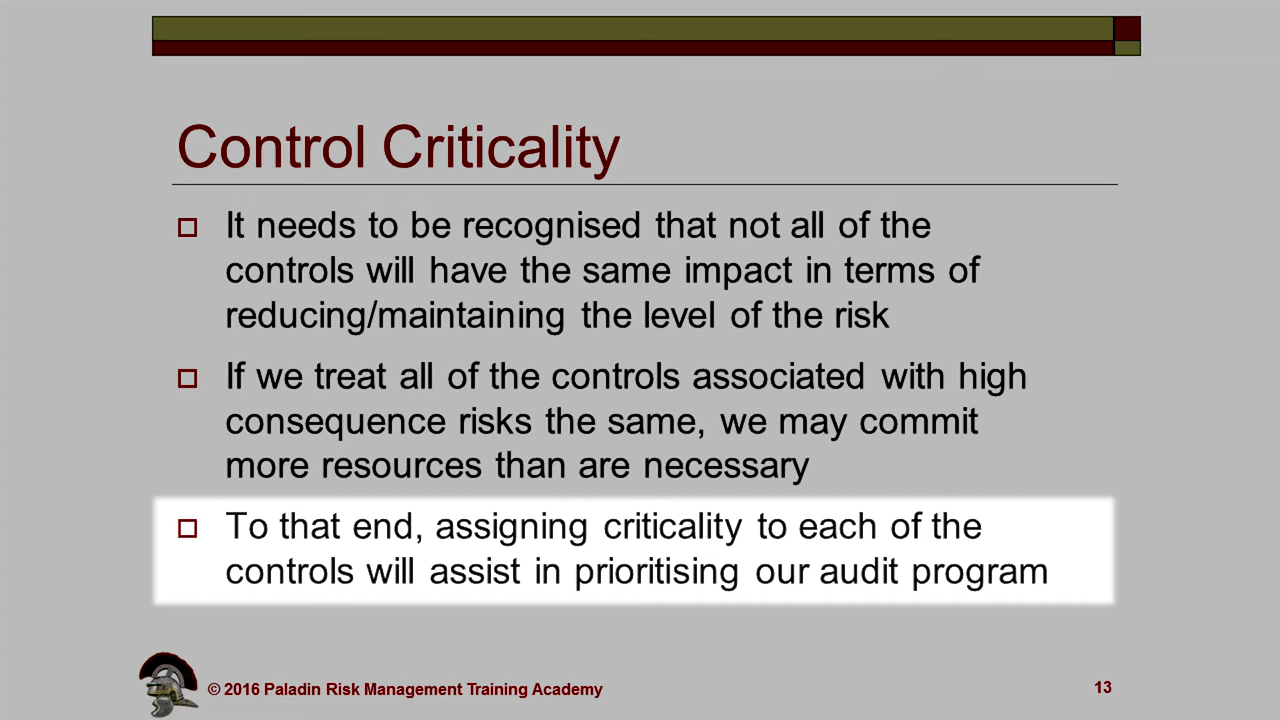 Control Criticality
It needs to be recognised that not all of the
controls will have the same impact in terms of
reducing/maintaining the level of the risk
If we treat all of the controls associated with high
consequence risks the same, we may commit
more resources than are necessary
To that end, assigning criticality to each of the
controls will assist in prioritising our audit program
© 2016 Paladin Risk Management Training Academy
13